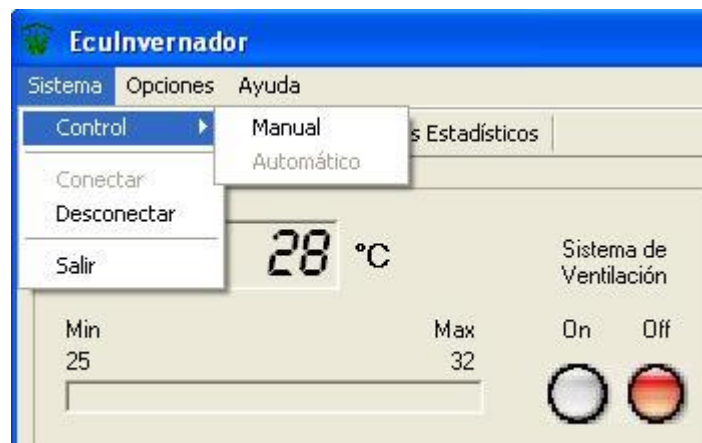 EcuInvernador
Sistema Opciones Ayuda
Control Manual
s Estadísticos
Automático
Conectar
Desconectar
Salir
28 °C
Sistema de
Ventilación
Min Max
25 32
On Off